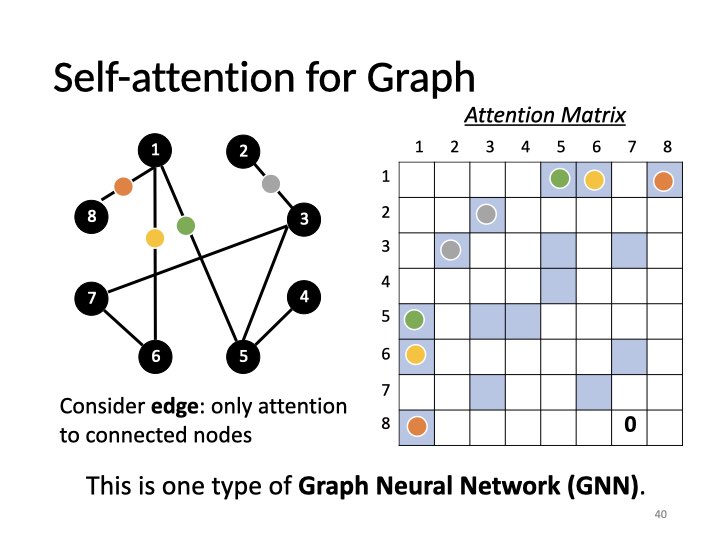 Self-attention for Graph
Attention Matrix
1 2 3 4 5 6 7 8
1
2
3
4
5
6
7
8 0
1 2
8 3
7 4
6 5
Consider edge: only attention
to connected nodes
This is one type of Graph Neural Network (GNN).
40